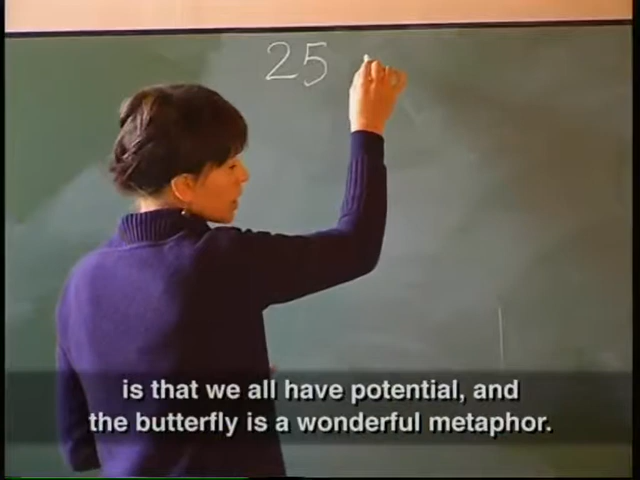 25
is that we all have potential, and
the butterfly is a wonderful metaphor.